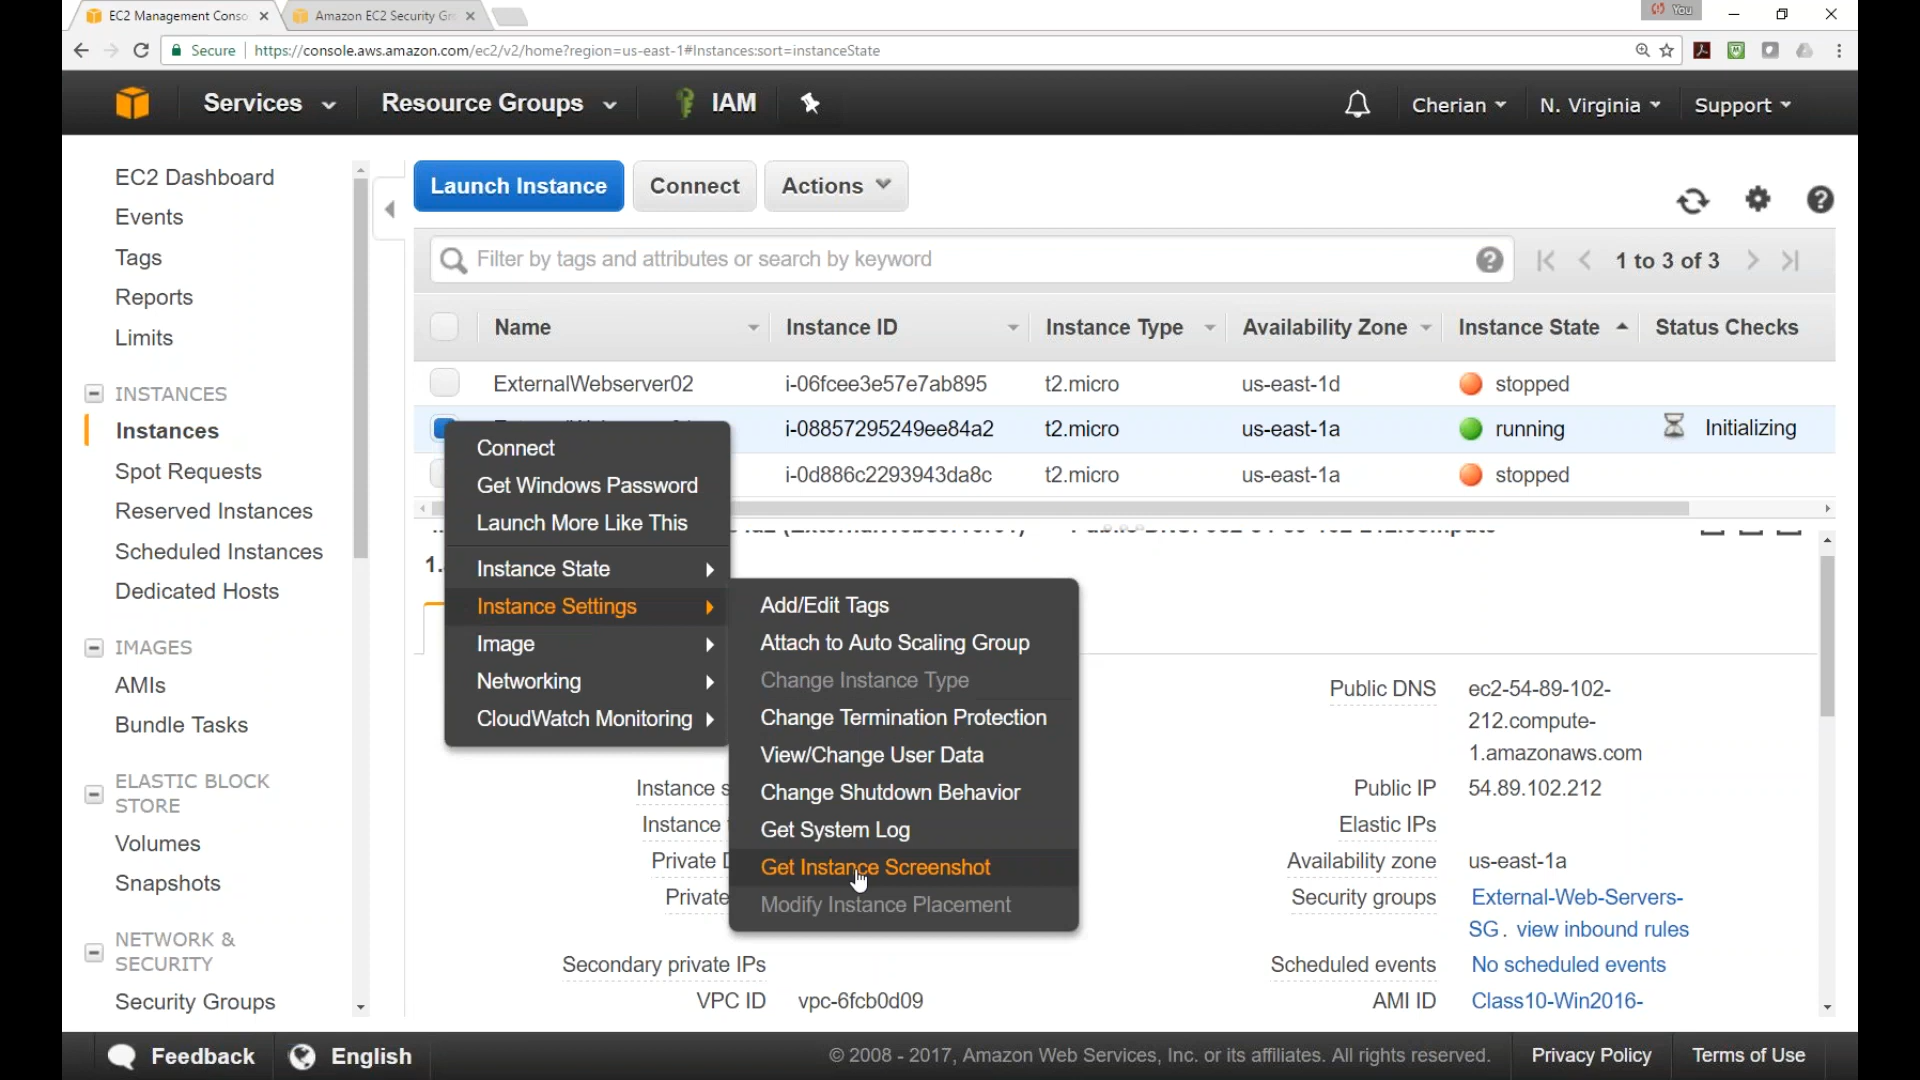 EC2 Management Conso
Amazon EC2 Security Gr
You
Secure
https://console.aws.amazon.com/ec2/v2/home?region=us-east-1#Instances:sort=instanceState
Services
Resource Groups
IAM
Cherian
N. Virginia
Support
EC2 Dashboard
Events
Tags
Reports
Limits
INSTANCES
Instances
Spot Requests
Reserved Instances
Scheduled Instances
Dedicated Hosts
IMAGES
AMIs
Bundle Tasks
ELASTIC BLOCK
STORE
Volumes
Snapshots
NETWORK &
SECURITY
Security Groups
Launch Instance
Connect
Actions
Filter by tags and attributes or search by keyword
1 to 3 of 3
Name Instance ID Instance Type Availability Zone Instance State Status Checks
ExternalWebserver02 i-06fcee3e57e7ab895 t2.micro us-east-1d stopped
i-08857295249ee84a2 t2.micro us-east-1a running Initializing
i-0d886c2293943da8c t2.micro us-east-1a stopped
1.
Connect
Get Windows Password
Launch More Like This
Instance State
Instance Settings
Image
Networking
CloudWatch Monitoring
Add/Edit Tags
Attach to Auto Scaling Group
Change Instance Type
Change Termination Protection
View/Change User Data
Change Shutdown Behavior
Get System Log
Get Instance Screenshot
Modify Instance Placement
Instance s
Instance
Private D
Private
Secondary private IPs
VPC ID vpc-6fcb0d09
Public DNS ec2-54-89-102-
212.compute-
1.amazonaws.com
Public IP 54.89.102.212
Elastic IPs
Availability zone us-east-1a
Security groups External-Web-Servers-
SG . view inbound rules
Scheduled events No scheduled events
AMI ID Class10-Win2016-
Feedback
English
© 2008 - 2017, Amazon Web Services, Inc. or its affiliates. All rights reserved.
Privacy Policy
Terms of Use